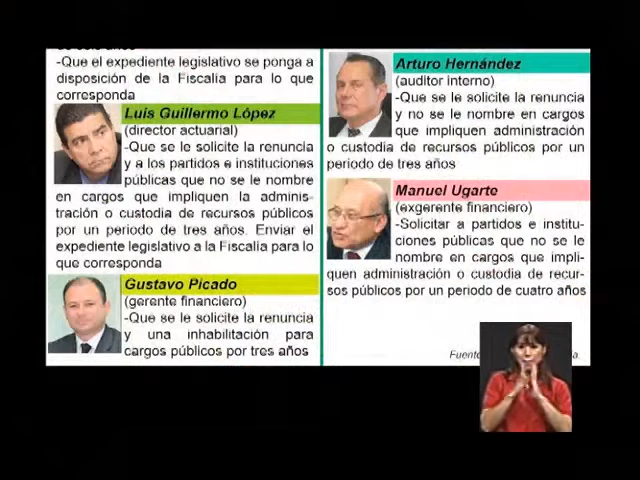 -Que el expediente legislativo se ponga a
disposición de la Fiscalía para lo que
corresponda
Luis Guillermo López
(director actuarial)
-Que se le solicite la renuncia
y a los partidos e instituciones
públicas que no se le nombre
en cargos que impliquen la adminis-
tración o custodia de recursos públicos
por un periodo de tres años. Enviar el
expediente legislativo a la Fiscalía para lo
que corresponda
Gustavo Picado
(gerente financiero)
-Que se le solicite la renuncia
y una inhabilitación para
cargos públicos por tres años
Arturo Hernández
(auditor interno)
-Que se le solicite la renuncia
y no se le nombre en cargos
que impliquen administración
o custodia de recursos públicos por un
periodo de tres años
Manuel Ugarte
(exgerente financiero)
-Solicitar a partidos e institu-
ciones públicas que no se le
nombre en cargos que impli-
quen administración o custodia de recur-
sos públicos por un periodo de cuatro años